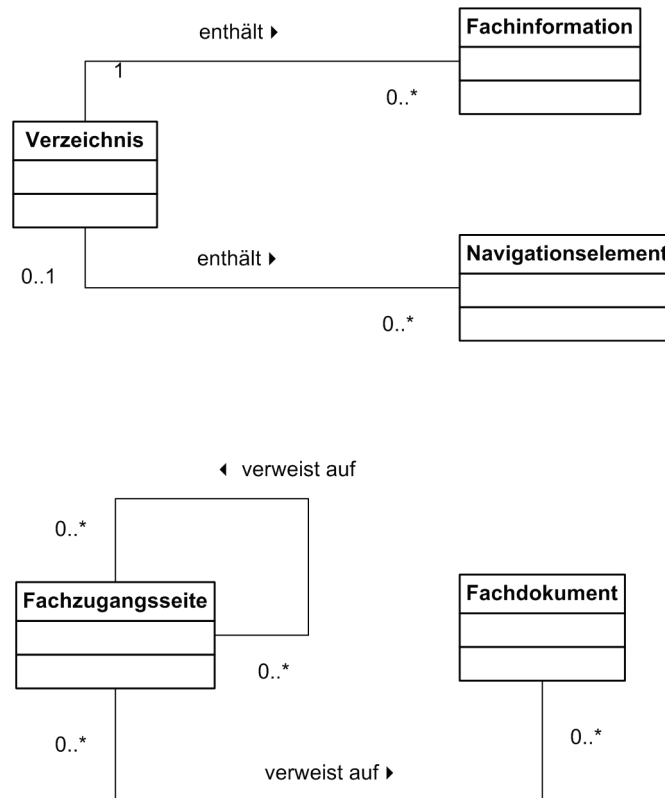 enthält
Fachinformation
1
0..*
Verzeichnis
enthält
Navigationselement
0..1
0..*
verweist auf
0..*
Fachzugangsseite
Fachdokument
0..*
0..*
0..*
verweist auf